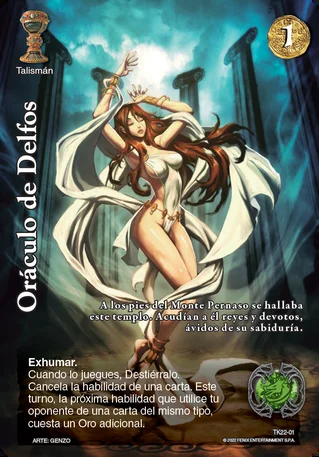 1
Talismán
Oráculo de Delfos
A los pies del Monte Pernaso se hallaba
este templo. Acudían a él reyes y devotos,
ávidos de su sabiduría.
Exhumar.
Cuando lo juegues, Destiérralo.
Cancela la habilidad de una carta. Este
turno, la próxima habilidad que utilice tu
oponente de una carta del mismo tipo,
cuesta un Oro adicional.
TK22-01
ARTE: GENZO
©2022 FENIX ENTERTAINMENT S.P.A.